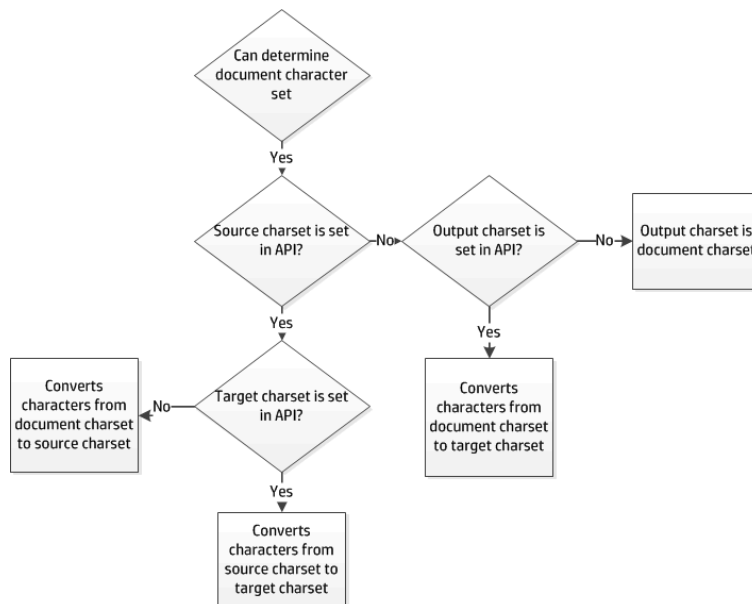 Can determine
document character
set
Yes
Source charset is set
in API?
No
Output charset is
set in API?
No
Output charset is
document charset
Yes
Yes
Converts
characters from
document charset
to source charset
No
Target charset is set
in API?
Converts
characters from
document charset
to target charset
Yes
Converts
characters from
source charset to
target charset